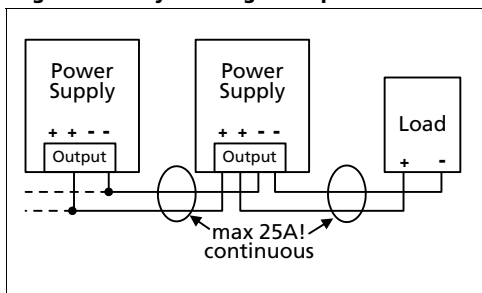 Power
Supply
+ + - -
Output
Power
Supply
+ + - -
Output
Load
+ -
max 25A!
continuous